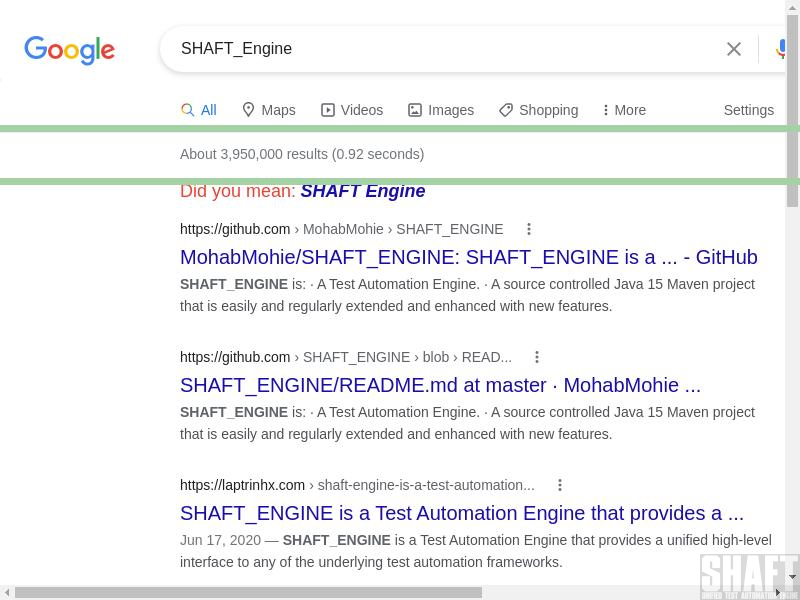 Google
SHAFT_Engine
All Maps Videos Images Shopping More Settings
About 3,950,000 results (0.92 seconds)
Did you mean: SHAFT Engine
https://github.com › MohabMohie › SHAFT_ENGINE
MohabMohie/SHAFT_ENGINE: SHAFT_ENGINE is a ... - GitHub
SHAFT_ENGINE is: · A Test Automation Engine. · A source controlled Java 15 Maven project
that is easily and regularly extended and enhanced with new features.
https://github.com › SHAFT_ENGINE › blob › READ...
SHAFT_ENGINE/README.md at master · MohabMohie ...
SHAFT_ENGINE is: · A Test Automation Engine. · A source controlled Java 15 Maven project
that is easily and regularly extended and enhanced with new features.
https://laptrinhx.com › shaft-engine-is-a-test-automation...
SHAFT_ENGINE is a Test Automation Engine that provides a ...
Jun 17, 2020 — SHAFT_ENGINE is a Test Automation Engine that provides a unified high-level
interface to any of the underlying test automation frameworks.
SHAFT